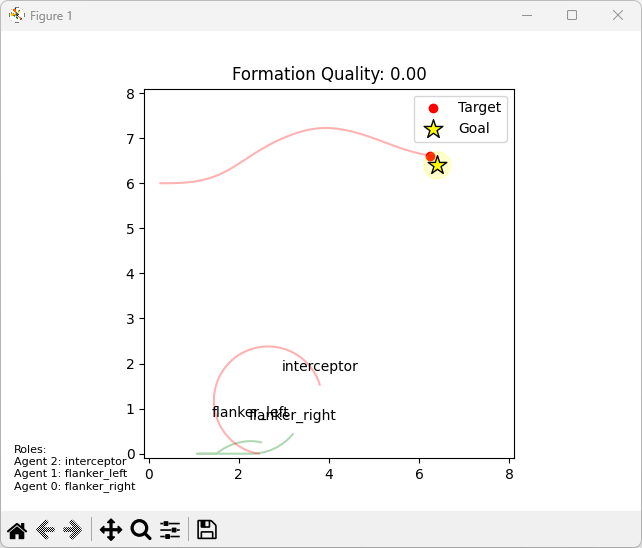 Figure 1
Formation Quality: 0.00
Target
Goal
8
7
6
5
4
3
2
1
0
interceptor
flanker_left
flanker_right
0 2 4 6 8
Roles:
Agent 2: interceptor
Agent 1: flanker_left
Agent 0: flanker_right